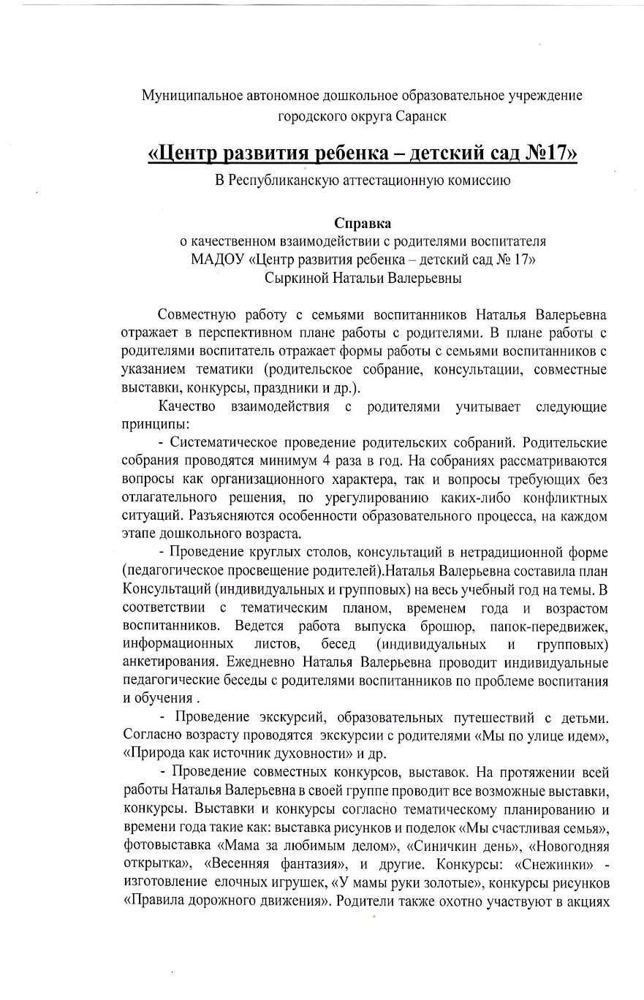 Муниципальное автономное дошкольное образовательное учреждение
городского округа Саранск
«Центр развития ребенка – детский сад №17»
В Республиканскую аттестационную комиссию
Справка
о качественном взаимодействии с родителями воспитателя
МАДОУ «Центр развития ребенка – детский сад № 17»
Сыркиной Натальи Валерьевны
Совместную работу с семьями воспитанников Наталья Валерьевна
отражает в перспективном плане работы с родителями. В плане работы с
родителями воспитатель отражает формы работы с семьями воспитанников с
указанием тематики (родительское собрание, консультации, совместные
выставки, конкурсы, праздники и др.).
Качество взаимодействия с родителями учитывает следующие
принципы:
- Систематическое проведение родительских собраний. Родительские
собрания проводятся минимум 4 раза в год. На собраниях рассматриваются
вопросы как организационного характера, так и вопросы требующих без
отлагательного решения, по урегулированию каких-либо конфликтных
ситуаций. Разъясняются особенности образовательного процесса, на каждом
этапе дошкольного возраста.
- Проведение круглых столов, консультаций в нетрадиционной форме
(педагогическое просвещение родителей).Наталья Валерьевна составила план
Консультаций (индивидуальных и групповых) на весь учебный год на темы. В
соответствии с тематическим планом, временем года и возрастом
воспитанников. Ведется работа выпуска брошюр, папок-передвижек,
информационных листов, бесед (индивидуальных и групповых)
анкетирования. Ежедневно Наталья Валерьевна проводит индивидуальные
педагогические беседы с родителями воспитанников по проблеме воспитания
и обучения .
- Проведение экскурсий, образовательных путешествий с детьми.
Согласно возрасту проводятся экскурсии с родителями «Мы по улице идем»,
«Природа как источник духовности» и др.
- Проведение совместных конкурсов, выставок. На протяжении всей
работы Наталья Валерьевна в своей группе проводит все возможные выставки,
конкурсы. Выставки и конкурсы согласно тематическому планированию и
времени года такие как: выставка рисунков и поделок «Мы счастливая семья»,
фотовыставка «Мама за любимым делом», «Синичкин день», «Новогодняя
открытка», «Весенняя фантазия», и другие. Конкурсы: «Снежинки» -
изготовление елочных игрушек, «У мамы руки золотые», конкурсы рисунков
«Правила дорожного движения». Родители также охотно участвуют в акциях